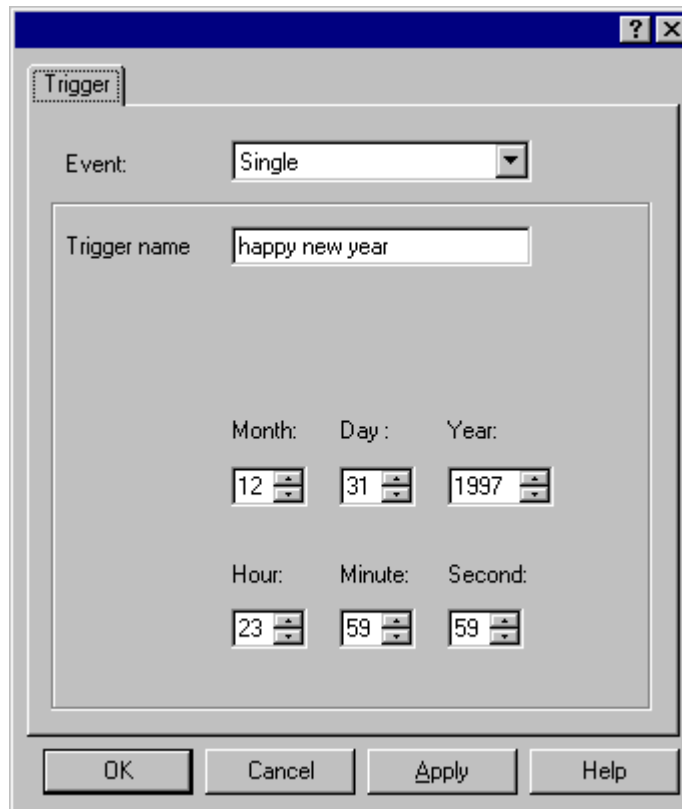 Trigger
Event: Single
Trigger name happy new year
Month: Day : Year:
12 31 1997
Hour: Minute: Second:
23 59 59
OK Cancel Apply Help